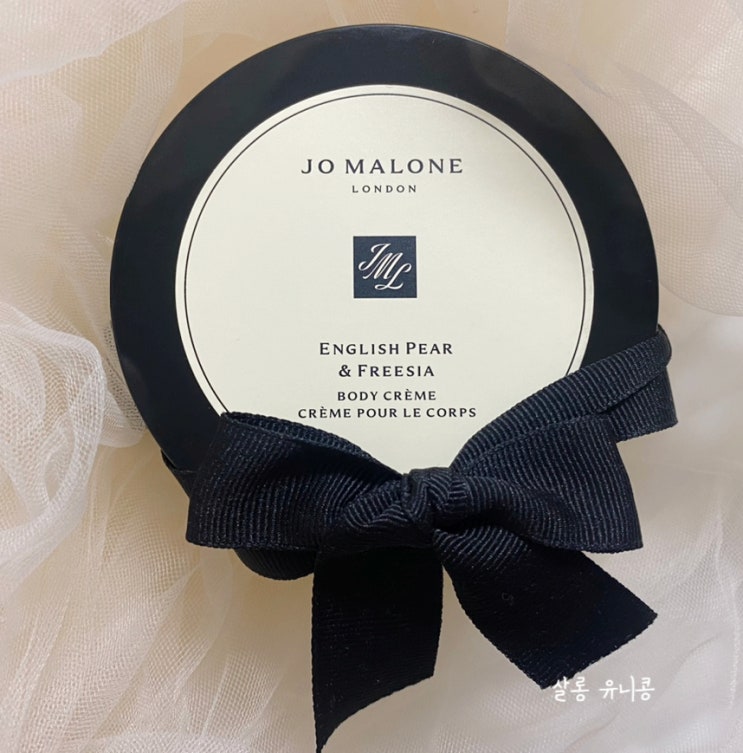 JO MALONE
LONDON
JML
ENGLISH PEAR
& FREESIA
BODY CRÈME
CRÈME POUR LE CORPS
살롱 유니콩